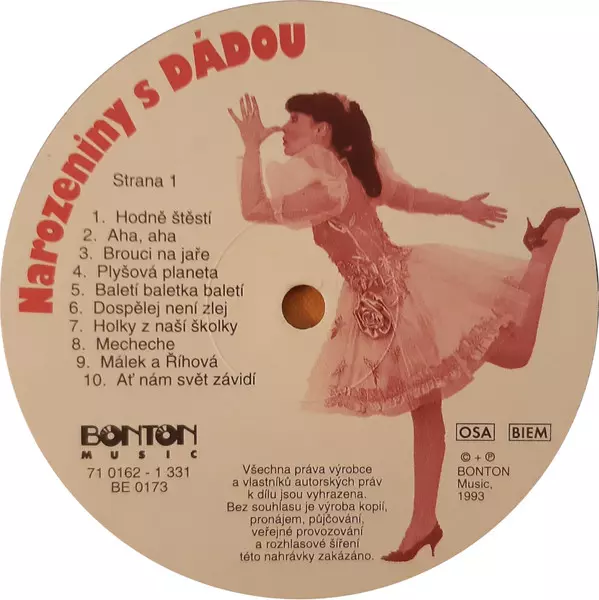 Narozeniny s DÁDOU
Strana 1
1. Hodně štěstí
2. Aha, aha
3. Brouci na jaře
4. Plyšová planeta
5. Baletí baletka baletí
6. Dospělej není zlej
7. Holky z naší školky
8. Mecheche
9. Málek a Říhová
10. Ať nám svět závidí
BONTON
MUSIC
71 0162 - 1 331
BE 0173
OSA BIEM
© + ℗
BONTON
Music,
1993
Všechna práva výrobce
a vlastníků autorských práv
k dílu jsou vyhrazena.
Bez souhlasu je výroba kopií,
pronájem, půjčování,
veřejné provozování
a rozhlasové šíření
této nahrávky zakázáno.